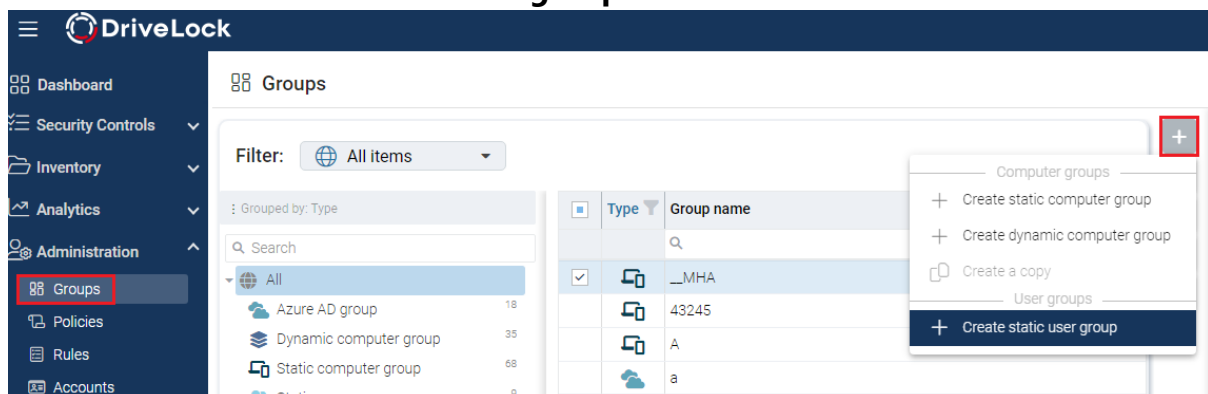 DriveLock
Dashboard
Security Controls
Inventory
Analytics
Administration
Groups
Policies
Rules
Accounts
Groups
Filter: All items
Grouped by: Type
Search
All
Azure AD group 18
Dynamic computer group 35
Static computer group 68
Type Group name
__MHA
43245
A
a
Computer groups
Create static computer group
Create dynamic computer group
Create a copy
User groups
Create static user group